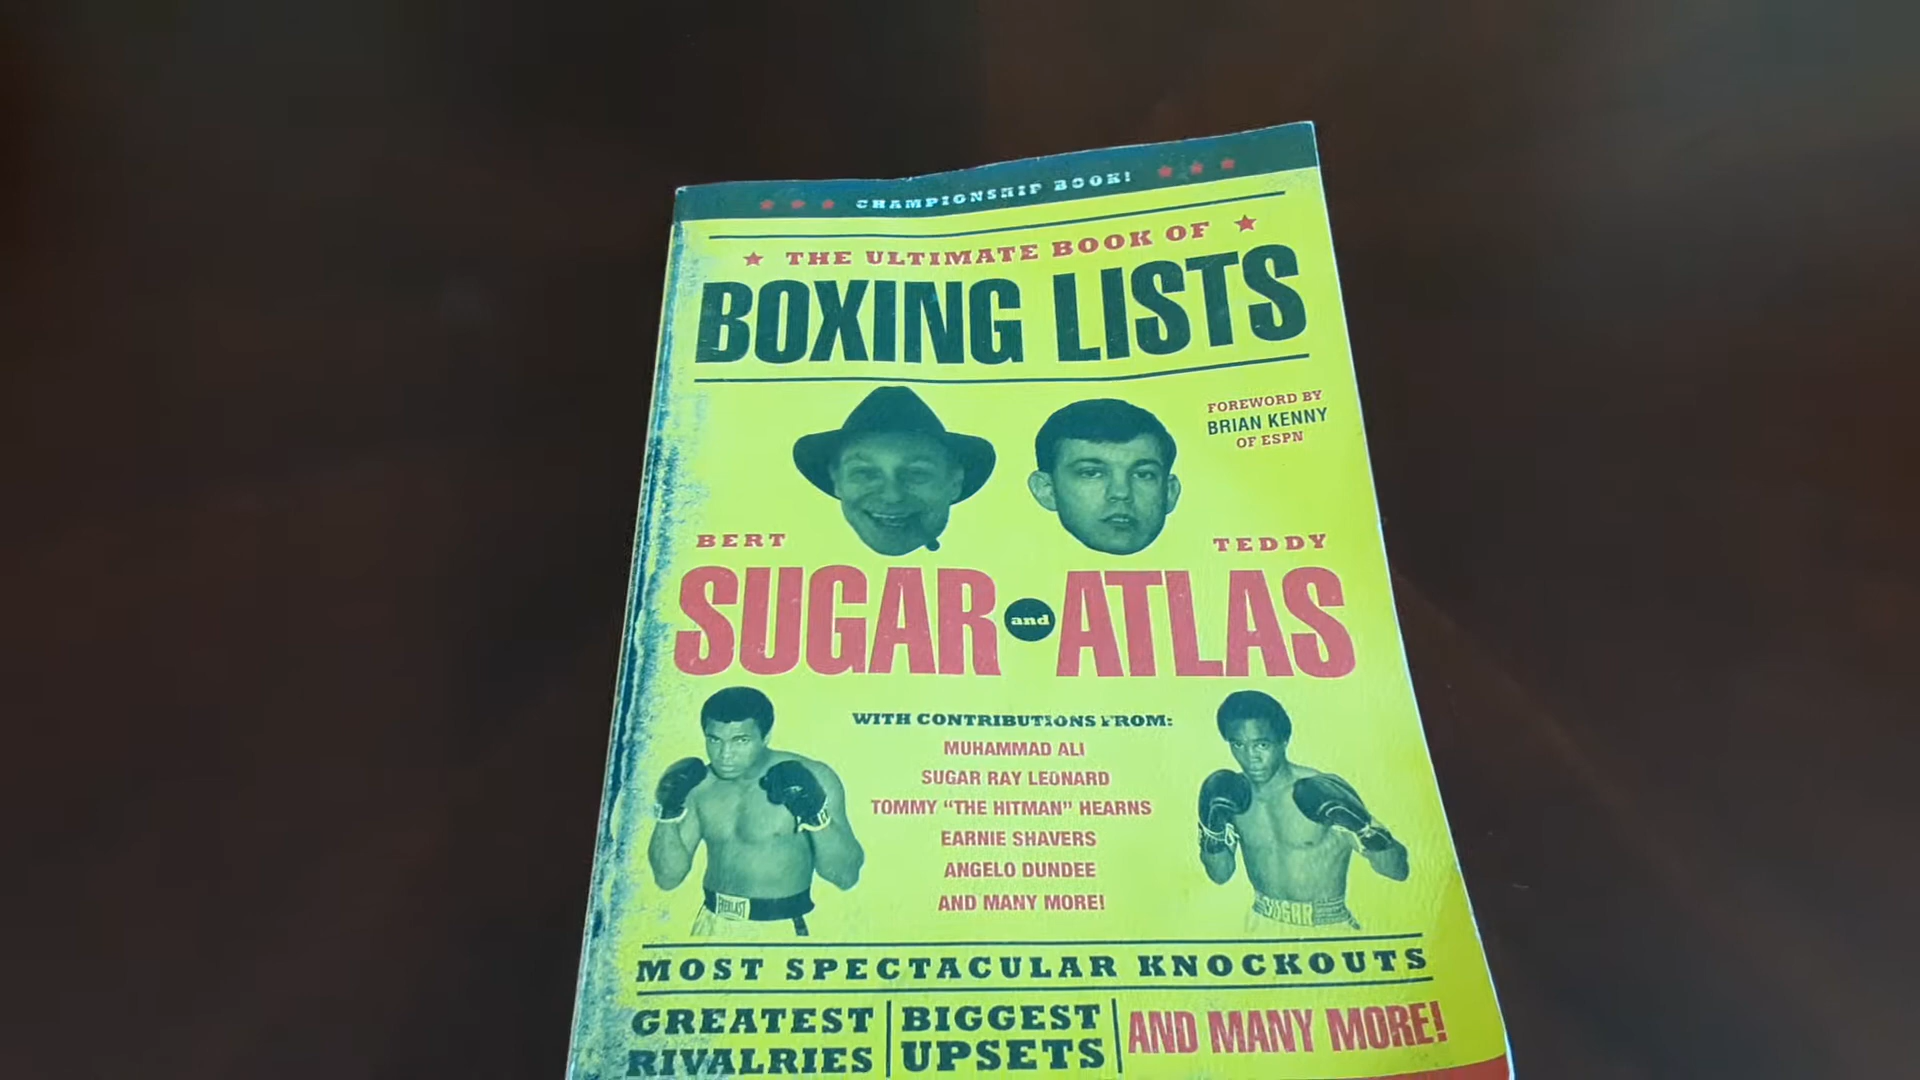 CHAMPIONSHIP BOOK!
THE ULTIMATE BOOK OF
BOXING LISTS
FOREWORD BY
BRIAN KENNY
OF ESPN
BERT
TEDDY
SUGAR and ATLAS
WITH CONTRIBUTIONS FROM:
MUHAMMAD ALI
SUGAR RAY LEONARD
TOMMY “THE HITMAN” HEARNS
EARNIE SHAVERS
ANGELO DUNDEE
AND MANY MORE!
EVERLAST
SUGAR
MOST SPECTACULAR KNOCKOUTS
GREATEST
RIVALRIES
BIGGEST
UPSETS
AND MANY MORE!